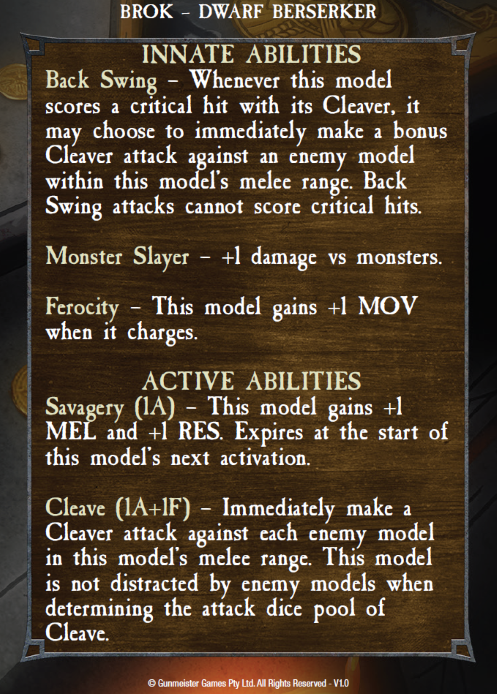 BROK – DWARF BERSERKER
INNATE ABILITIES
Back Swing – Whenever this model
scores a critical hit with its Cleaver, it
may choose to immediately make a bonus
Cleaver attack against an enemy model
within this model's melee range. Back
Swing attacks cannot score critical hits.
Monster Slayer – +1 damage vs monsters.
Ferocity – This model gains +1 MOV
when it charges.
ACTIVE ABILITIES
Savagery (1A) – This model gains +1
MEL and +1 RES. Expires at the start of
this model's next activation.
Cleave (1A+1F) – Immediately make a
Cleaver attack against each enemy model
in this model's melee range. This model
is not distracted by enemy models when
determining the attack dice pool of
Cleave.
© Gunmeister Games Pty Ltd. All Rights Reserved - V1.0